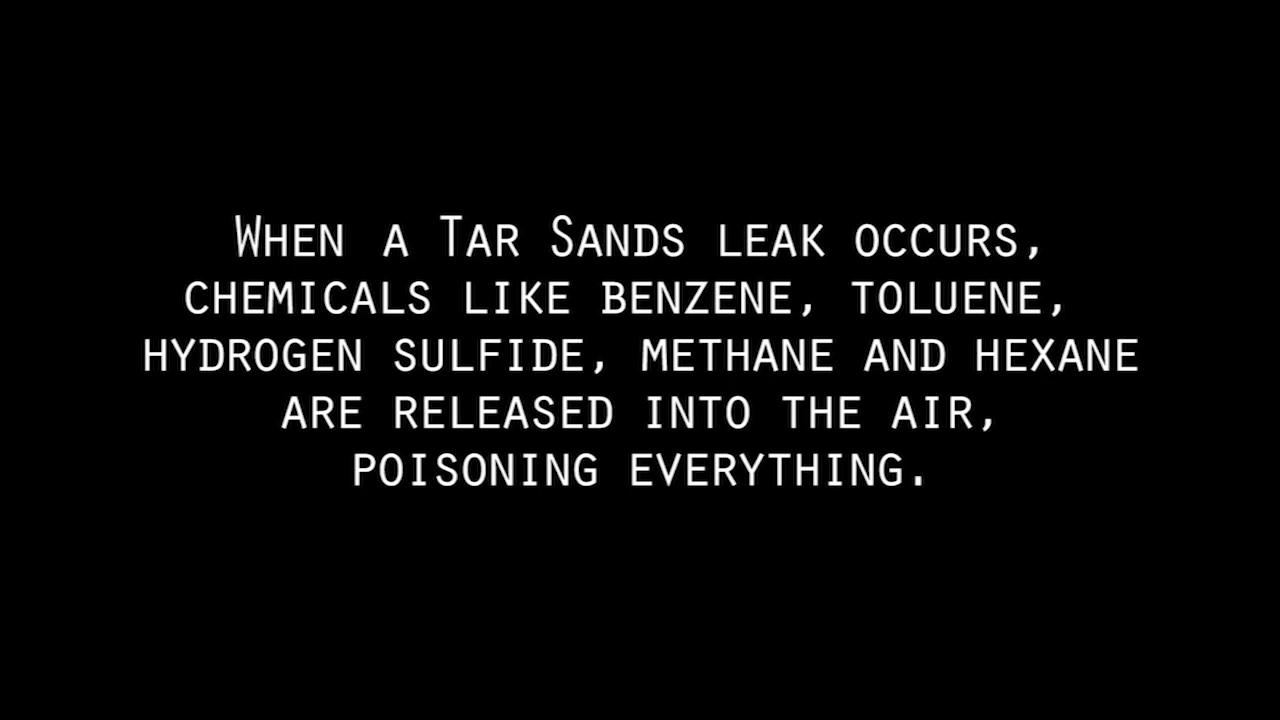 When a Tar Sands leak occurs,
chemicals like benzene, toluene,
hydrogen sulfide, methane and hexane
are released into the air,
poisoning everything.